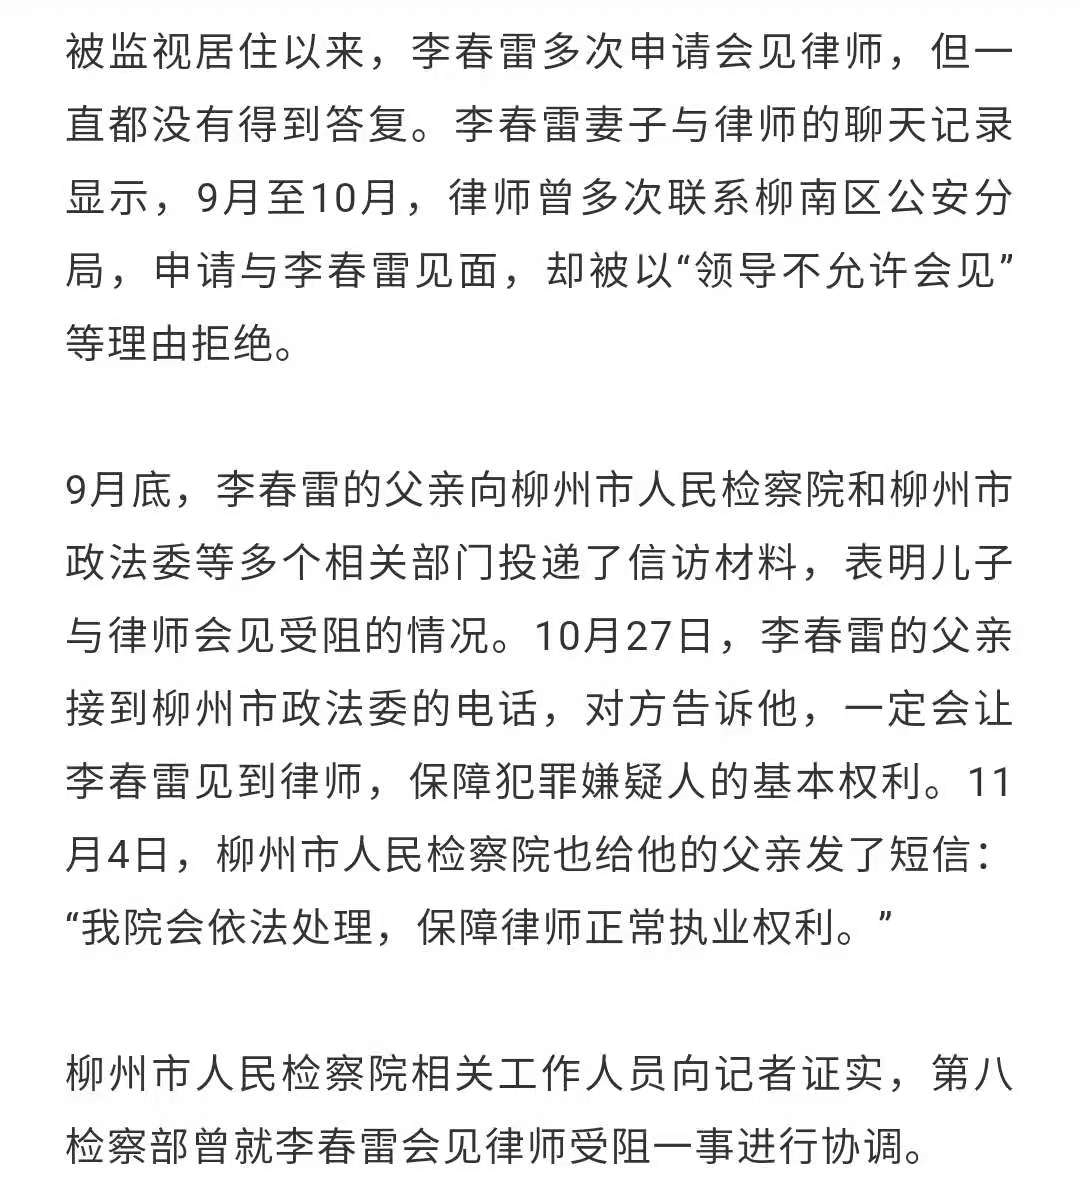 被监视居住以来，李春雷多次申请会见律师，但一
直都没有得到答复。李春雷妻子与律师的聊天记录
显示，9月至10月，律师曾多次联系柳南区公安分
局，申请与李春雷见面，却被以“领导不允许会见”
等理由拒绝。
9月底，李春雷的父亲向柳州市人民检察院和柳州市
政法委等多个相关部门投递了信访材料，表明儿子
与律师会见受阻的情况。10月27日，李春雷的父亲
接到柳州市政法委的电话，对方告诉他，一定会让
李春雷见到律师，保障犯罪嫌疑人的基本权利。11
月4日，柳州市人民检察院也给他的父亲发了短信：
“我院会依法处理，保障律师正常执业权利。”
柳州市人民检察院相关工作人员向记者证实，第八
检察部曾就李春雷会见律师受阻一事进行协调。